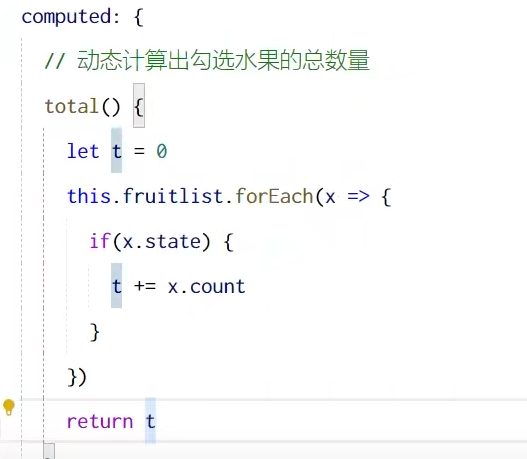 computed: {
// 动态计算出勾选水果的总数量
total() {
let t = 0
this.fruitlist.forEach(x => {
if(x.state) {
t += x.count
}
})
return t